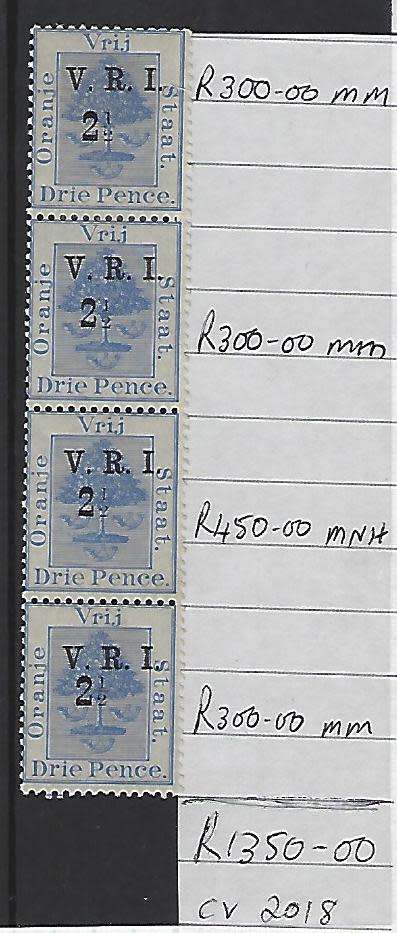 Vrij
Oranje
V. R. I.
Staat.
2½
Drie Pence.
R300-00 mm
Vrij
Oranje
V. R. I.
Staat.
2½
Drie Pence.
R300-00 mm
Vrij
Oranje
V. R. I.
Staat.
2½
Drie Pence.
R450-00 MNH
Vrij
Oranje
V. R. I.
Staat.
2½
Drie Pence.
R300-00 mm
R1350-00
CV 2018